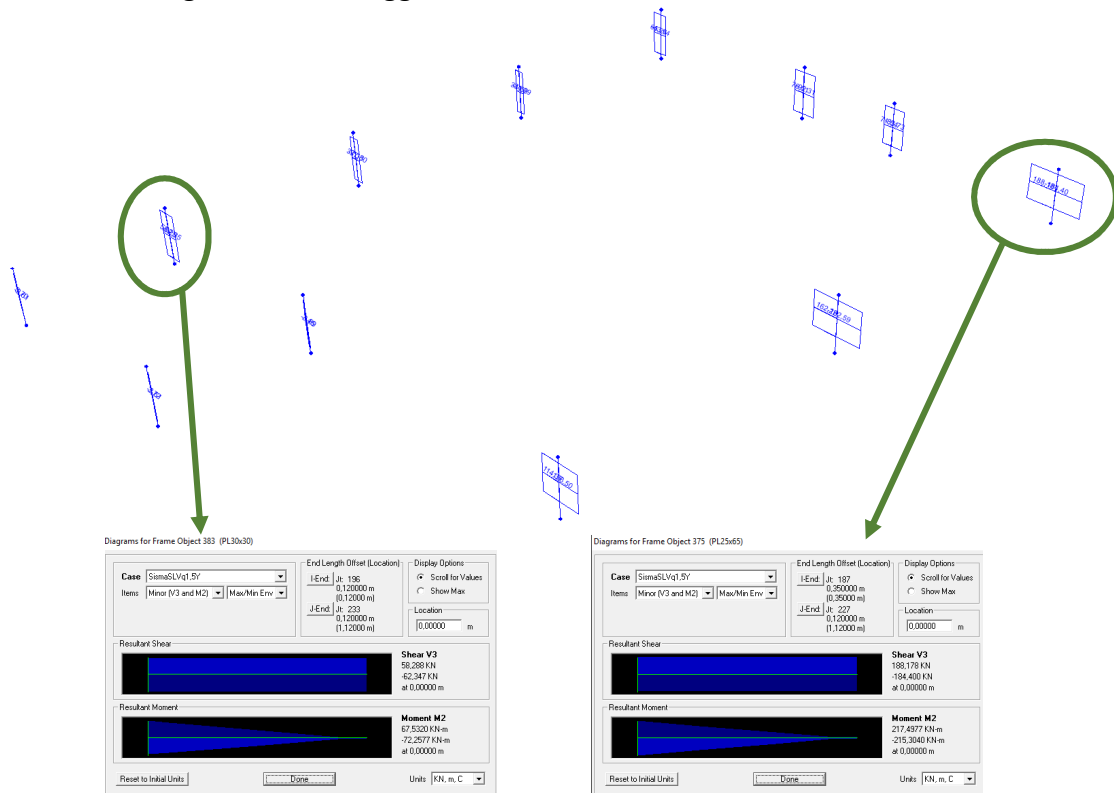 Diagrams for Frame Object 383 (PL30x30)
Case SismaSLVq1,5Y
Items Minor (V3 and M2) Max/Min Env
End Length Offset (Location)
I-End: Jt: 196
0,120000 m
(0,12000 m)
J-End: Jt: 233
0,120000 m
(1,12000 m)
Display Options
Scroll for Values
Show Max
Location
0,00000 m
Resultant Shear
Shear V3
58,288 KN
-62,347 KN
at 0,00000 m
Resultant Moment
Moment M2
67,5320 KN-m
-72,2577 KN-m
at 0,00000 m
Reset to Initial Units
Done
Units KN, m, C
Diagrams for Frame Object 375 (PL25x65)
Case SismaSLVq1,5Y
Items Minor (V3 and M2) Max/Min Env
End Length Offset (Location)
I-End: Jt: 187
0,350000 m
(0,35000 m)
J-End: Jt: 227
0,120000 m
(1,12000 m)
Display Options
Scroll for Values
Show Max
Location
0,00000 m
Resultant Shear
Shear V3
188,178 KN
-184,400 KN
at 0,00000 m
Resultant Moment
Moment M2
217,4977 KN-m
-215,3040 KN-m
at 0,00000 m
Reset to Initial Units
Done
Units KN, m, C